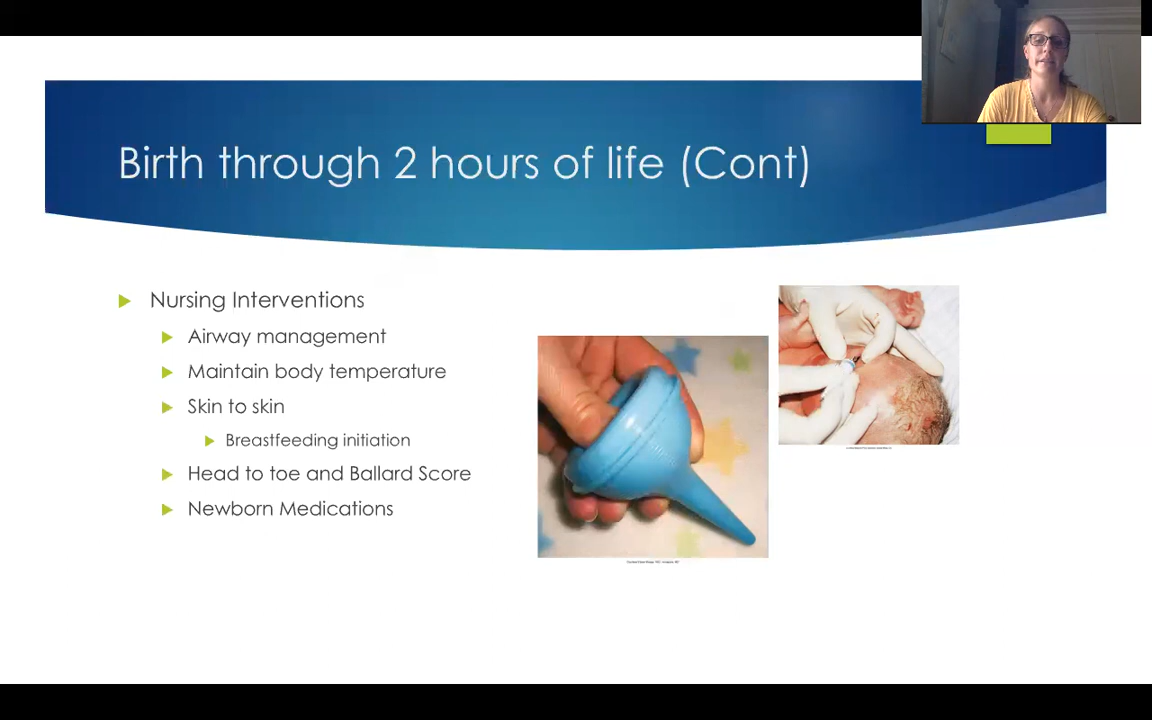 Birth through 2 hours of life (Cont)
Nursing Interventions
Airway management
Maintain body temperature
Skin to skin
Breastfeeding initiation
Head to toe and Ballard Score
Newborn Medications